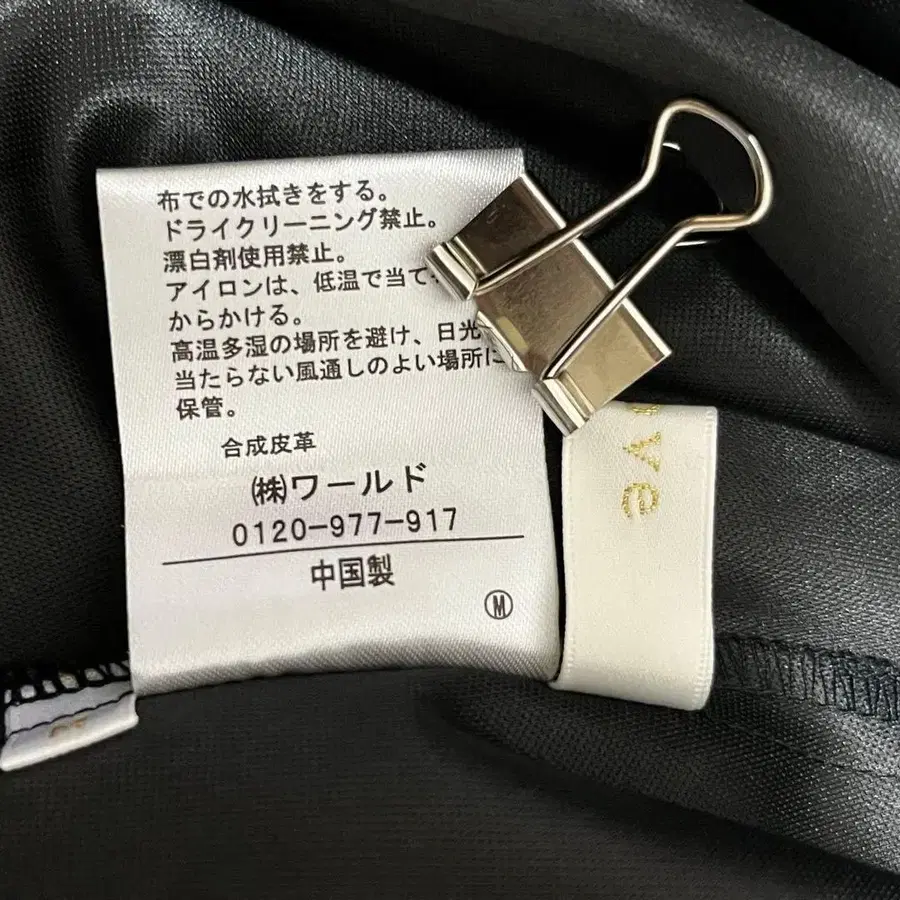 布での水拭きをする。
ドライクリーニング禁止。
漂白剤使用禁止。
アイロンは、低温で当て
からかける。
高温多湿の場所を避け、日光
当たらない風通しのよい場所に
保管。
合成皮革
㈱ワールド
0120-977-917
中国製
Ⓜ